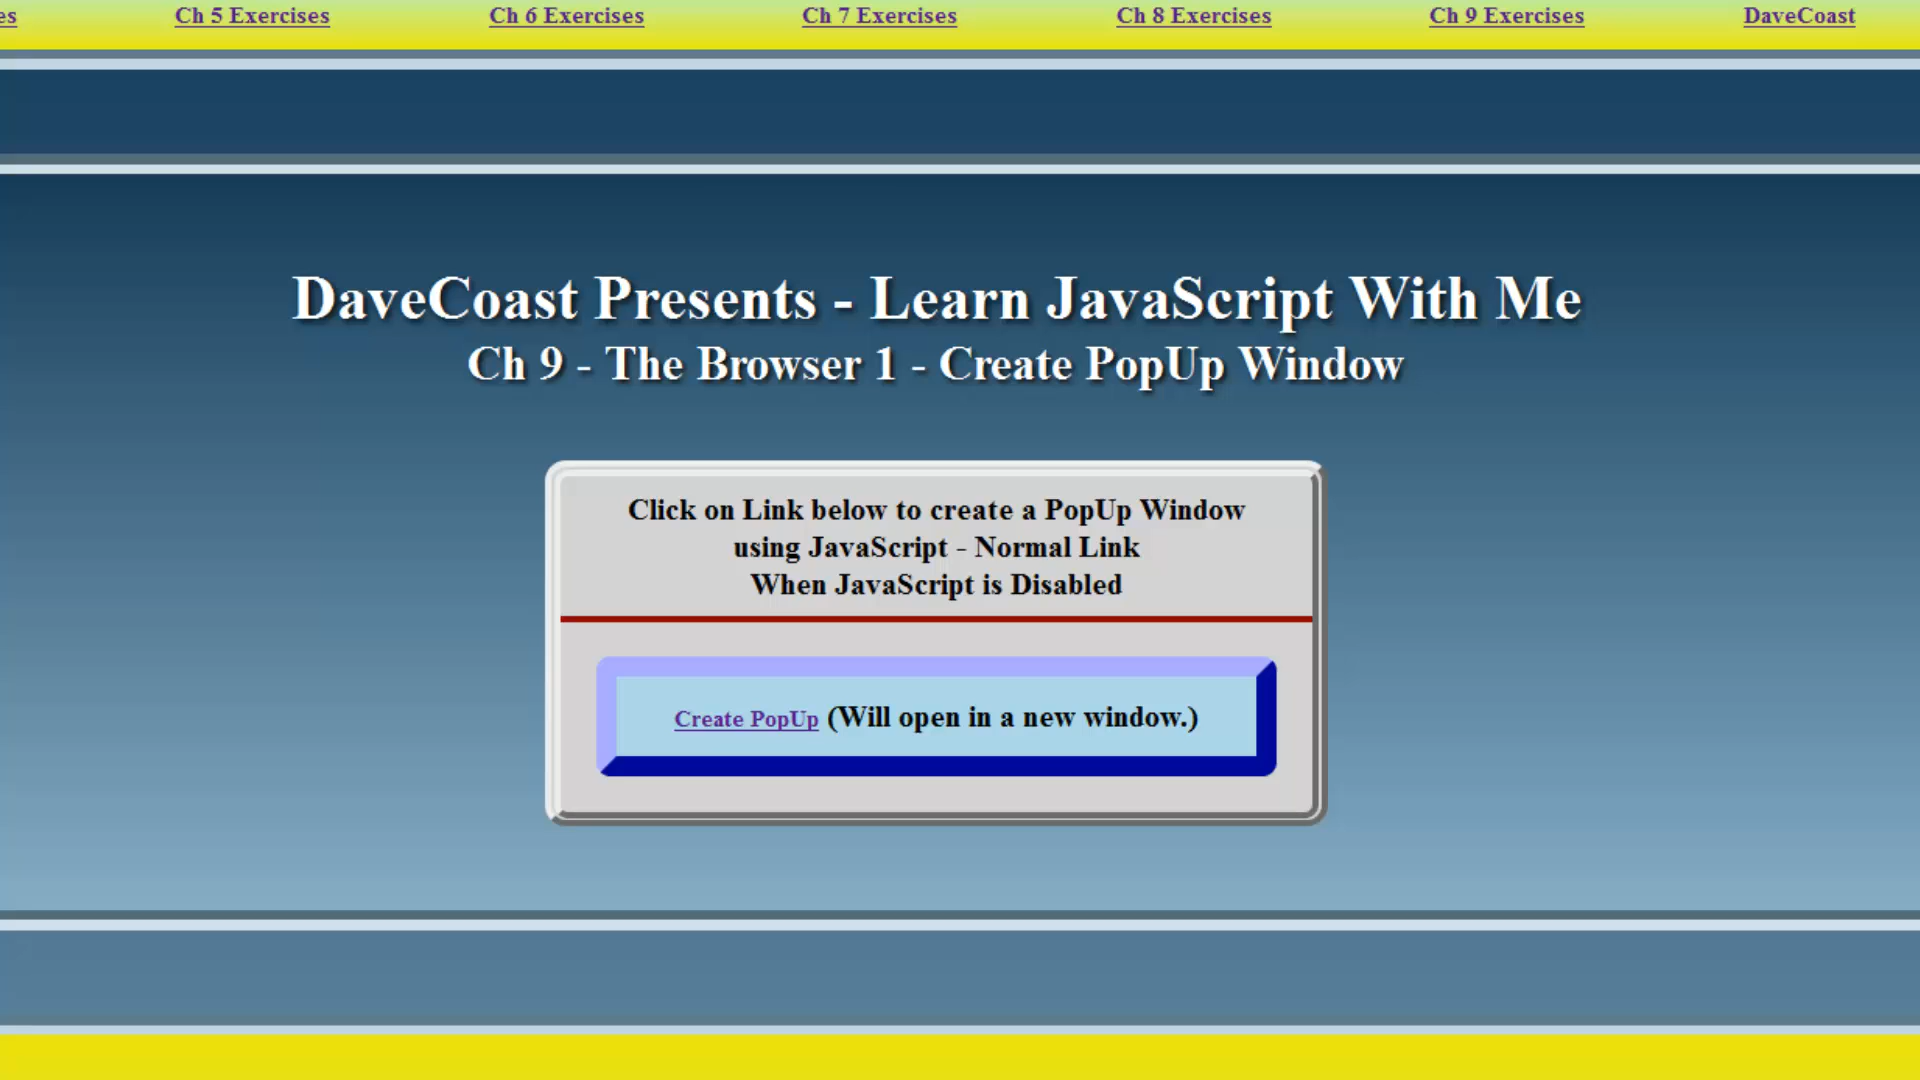 es Ch 5 Exercises Ch 6 Exercises Ch 7 Exercises Ch 8 Exercises Ch 9 Exercises DaveCoast
DaveCoast Presents - Learn JavaScript With Me
Ch 9 - The Browser 1 - Create PopUp Window
Click on Link below to create a PopUp Window
using JavaScript - Normal Link
When JavaScript is Disabled
Create PopUp (Will open in a new window.)